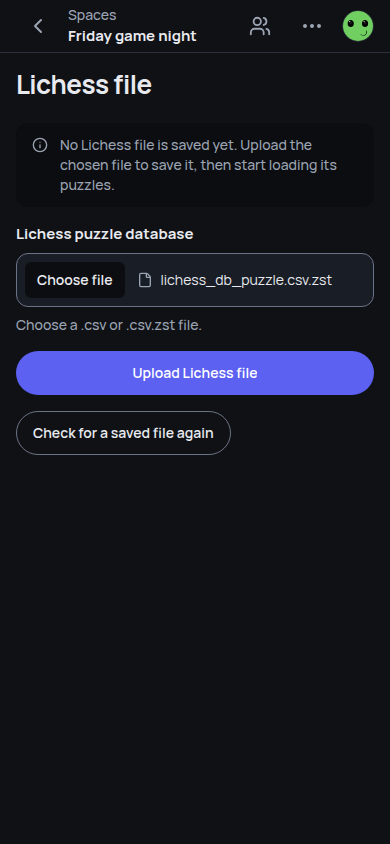 Spaces
Friday game night
Lichess file
No Lichess file is saved yet. Upload the
chosen file to save it, then start loading its
puzzles.
Lichess puzzle database
Choose file
lichess_db_puzzle.csv.zst
Choose a .csv or .csv.zst file.
Upload Lichess file
Check for a saved file again